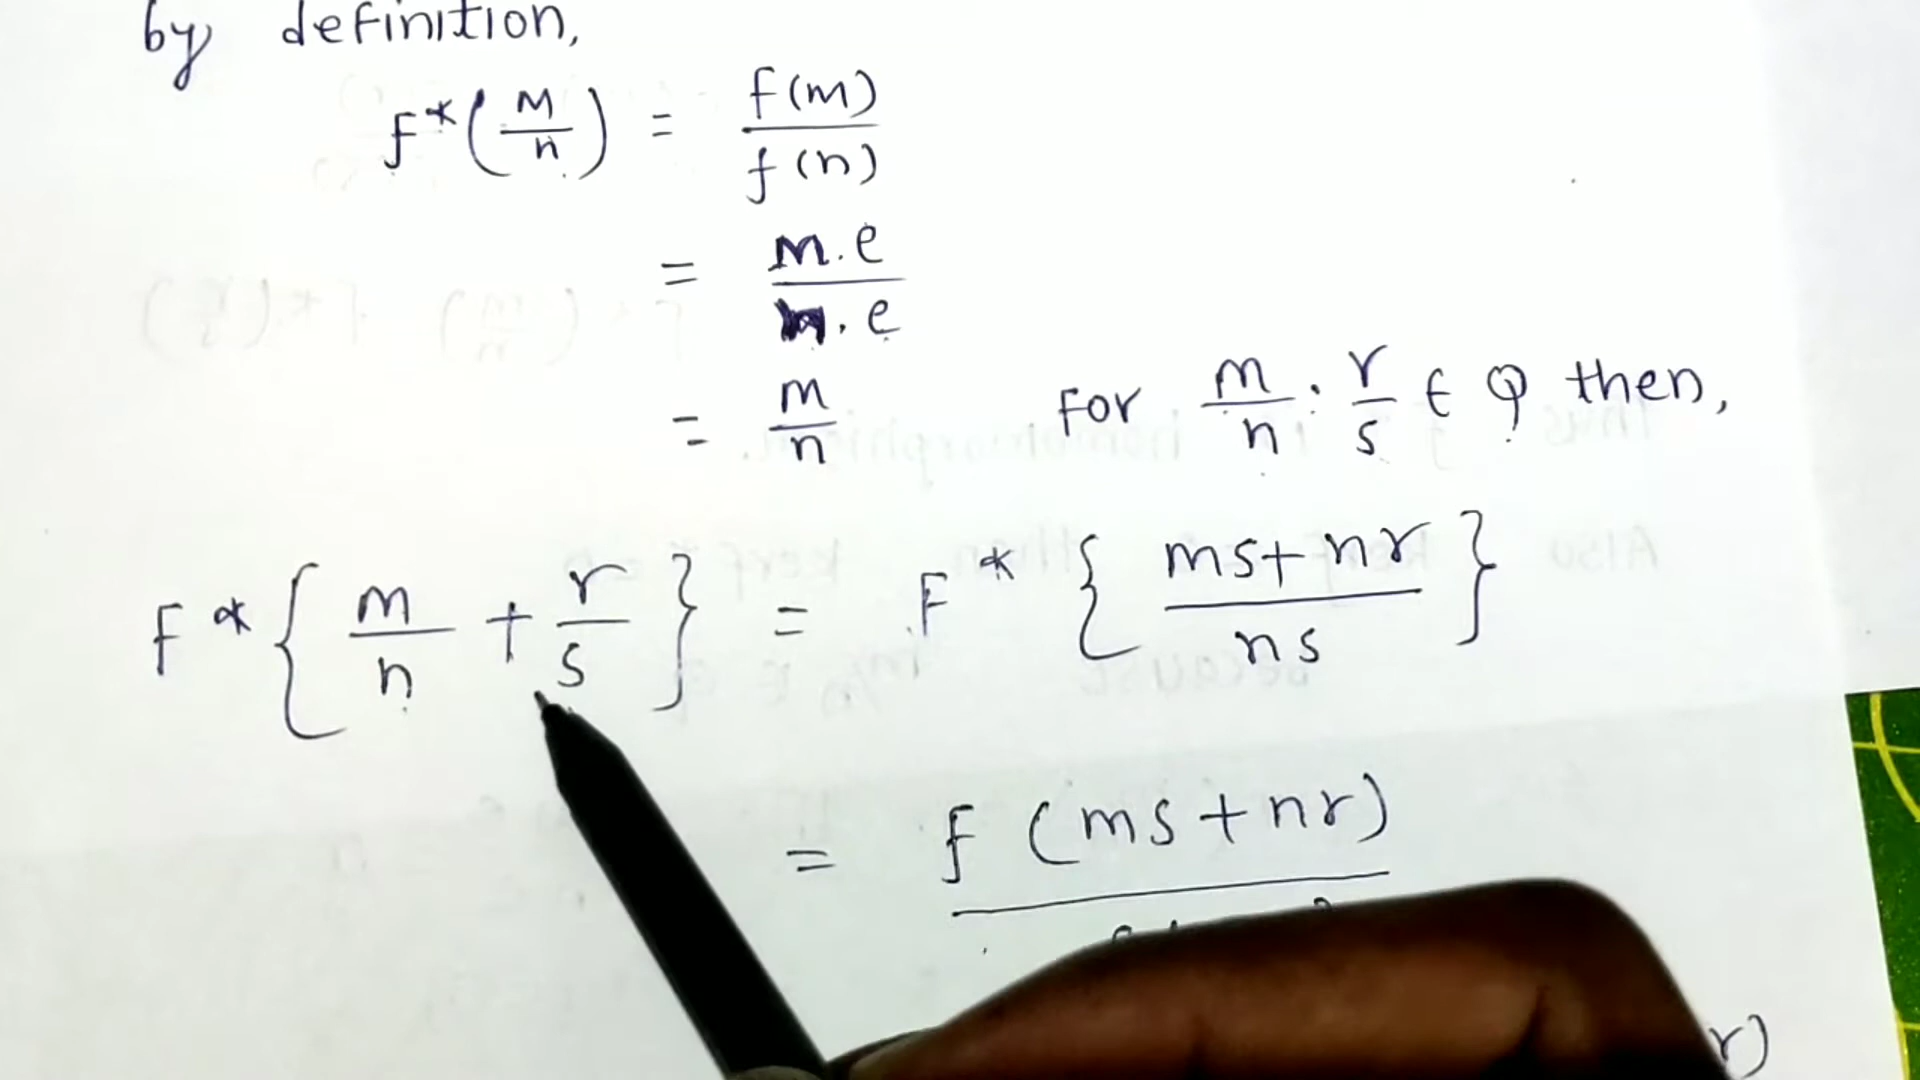 by definition,
f*(m/n) = f(m)/f(n)
= m.e/n.e
= m/n For m/n . r/s ∈ Q then,
F*{m/n + r/s} = F*{ms+nr/ns}
= f(ms+nr)
r)